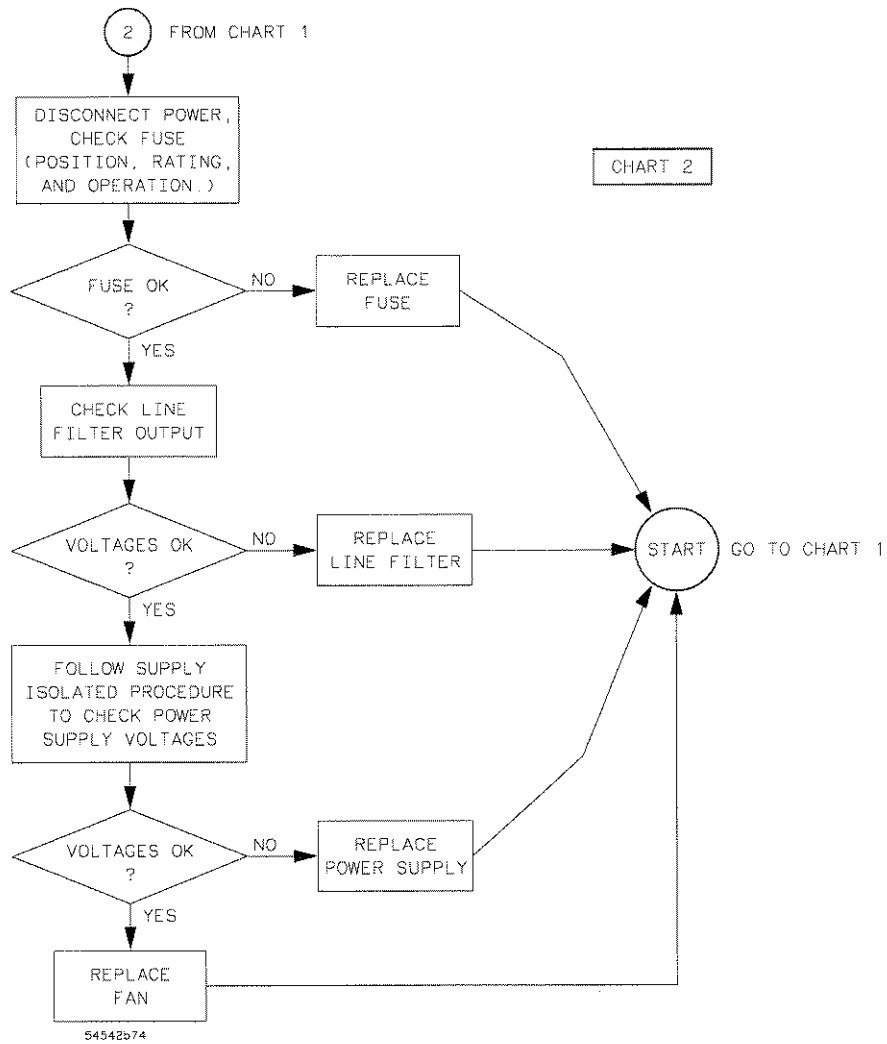 2 FROM CHART 1
DISCONNECT POWER,
CHECK FUSE
(POSITION, RATING,
AND OPERATION.)
CHART 2
FUSE OK
?
NO
REPLACE
FUSE
YES
CHECK LINE
FILTER OUTPUT
VOLTAGES OK
?
NO
REPLACE
LINE FILTER
START GO TO CHART 1
YES
FOLLOW SUPPLY
ISOLATED PROCEDURE
TO CHECK POWER
SUPPLY VOLTAGES
VOLTAGES OK
?
NO
REPLACE
POWER SUPPLY
YES
REPLACE
FAN
54542b74